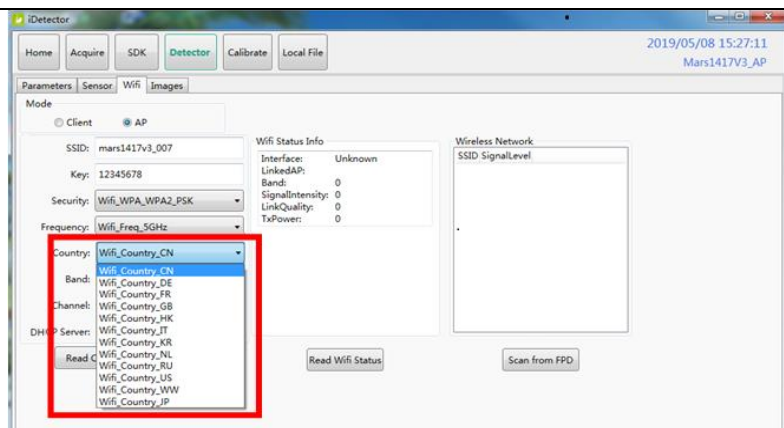 iDetector
Home Acquire SDK Detector Calibrate Local File
2019/05/08 15:27:11
Mars1417V3_AP
Parameters Sensor Wifi Images
Mode
Client AP
SSID: mars1417v3_007
Key: 12345678
Security: Wifi_WPA_WPA2_PSK
Frequency: Wifi_Freq_5GHz
Country: Wifi_Country_CN
Wifi_Country_CN
Band:
Wifi_Country_DE
Wifi_Country_FR
Channel:
Wifi_Country_GB
Wifi_Country_HK
DHCP Server:
Wifi_Country_IT
Wifi_Country_KR
Wifi_Country_NL
Read
Wifi_Country_RU
Wifi_Country_US
Wifi_Country_WW
Wifi_Country_JP
Wifi Status Info
Interface: Unknown
LinkedAP:
Band: 0
SignalIntensity: 0
LinkQuality: 0
TxPower: 0
Read Wifi Status
Wireless Network
SSID SignalLevel
Scan from FPD